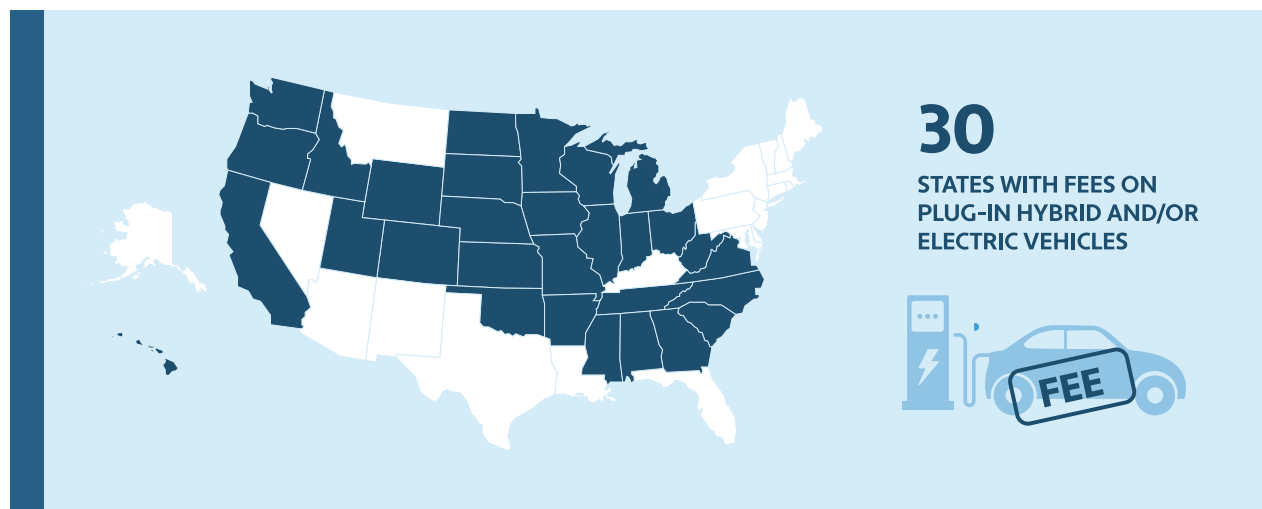 30
STATES WITH FEES ON
PLUG-IN HYBRID AND/OR
ELECTRIC VEHICLES
FEE